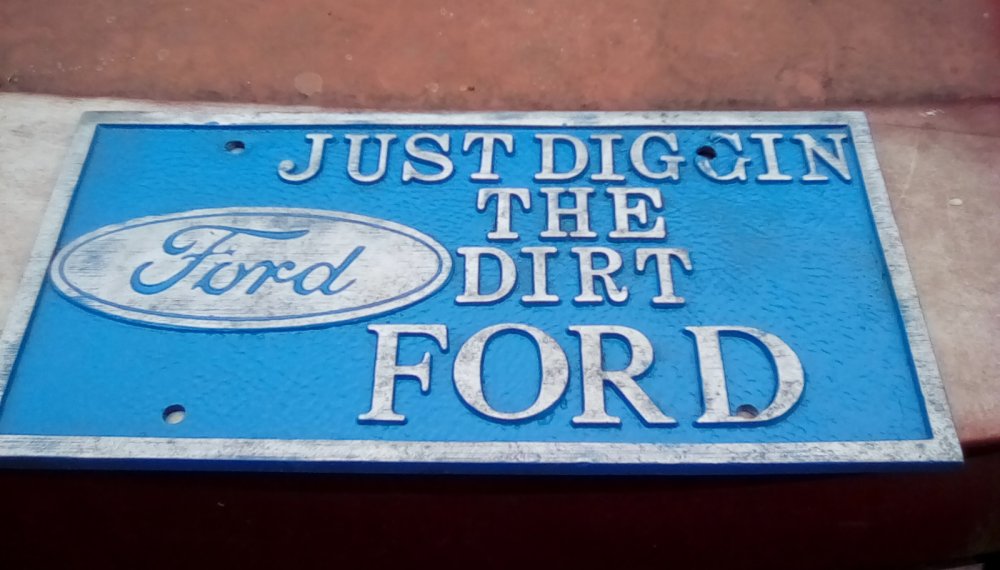 JUST DIGGIN
THE
Ford
DIRT
FORD